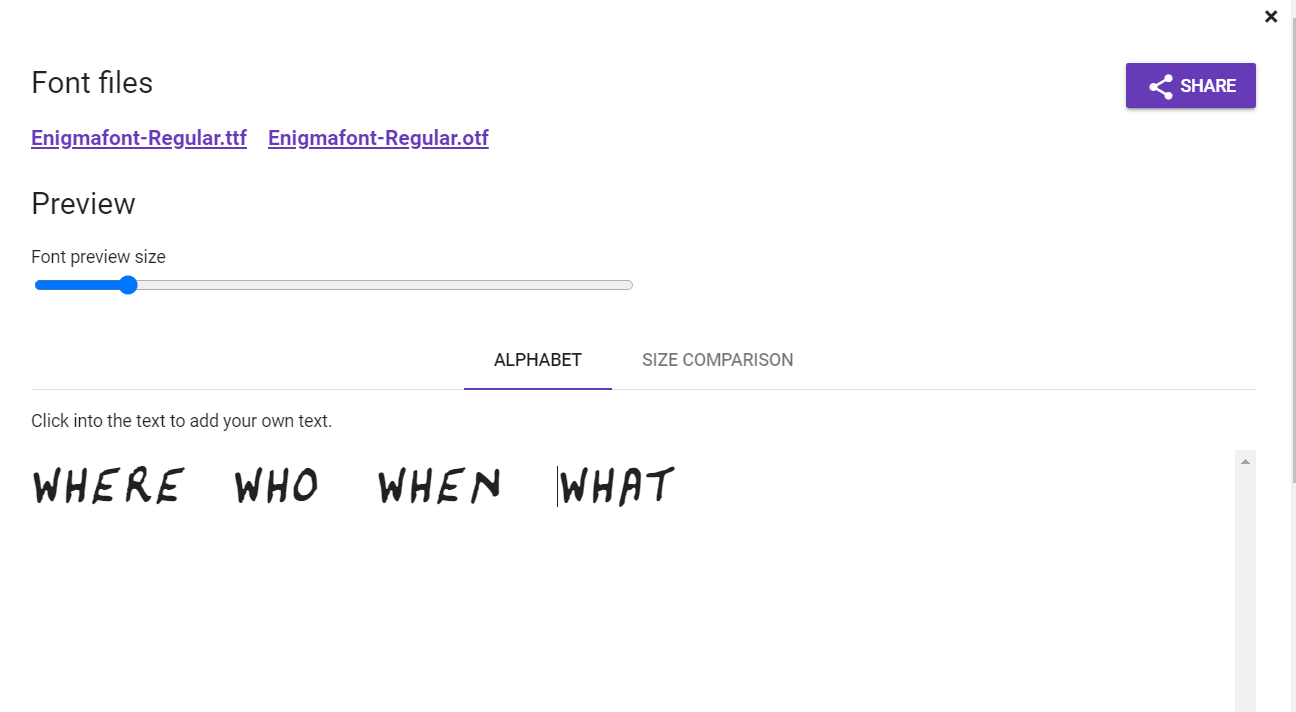 ×
Font files
SHARE
Enigmafont-Regular.ttf Enigmafont-Regular.otf
Preview
Font preview size
ALPHABET SIZE COMPARISON
Click into the text to add your own text.
WHERE WHO WHEN WHAT